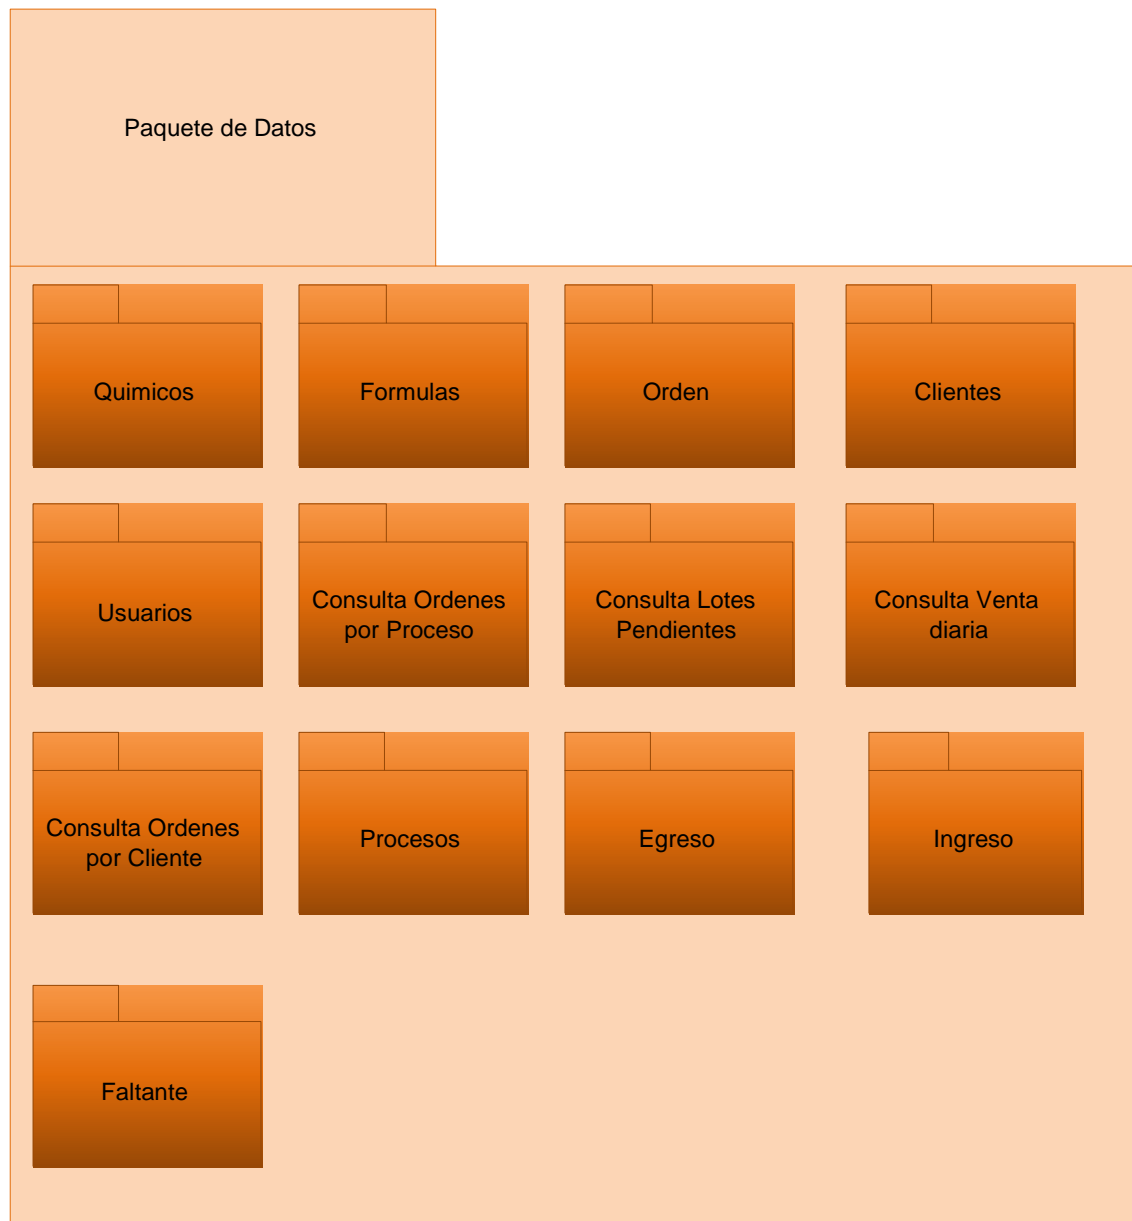 Paquete de Datos
Quimicos
Formulas
Orden
Clientes
Usuarios
Consulta Ordenes
por Proceso
Consulta Lotes
Pendientes
Consulta Venta
diaria
Consulta Ordenes
por Cliente
Procesos
Egreso
Ingreso
Faltante